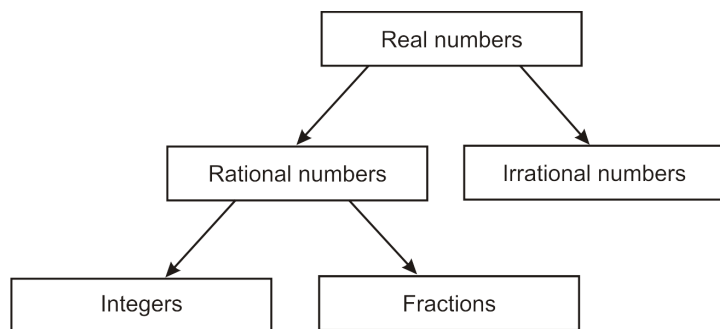 Real numbers
Rational numbers
Irrational numbers
Integers
Fractions